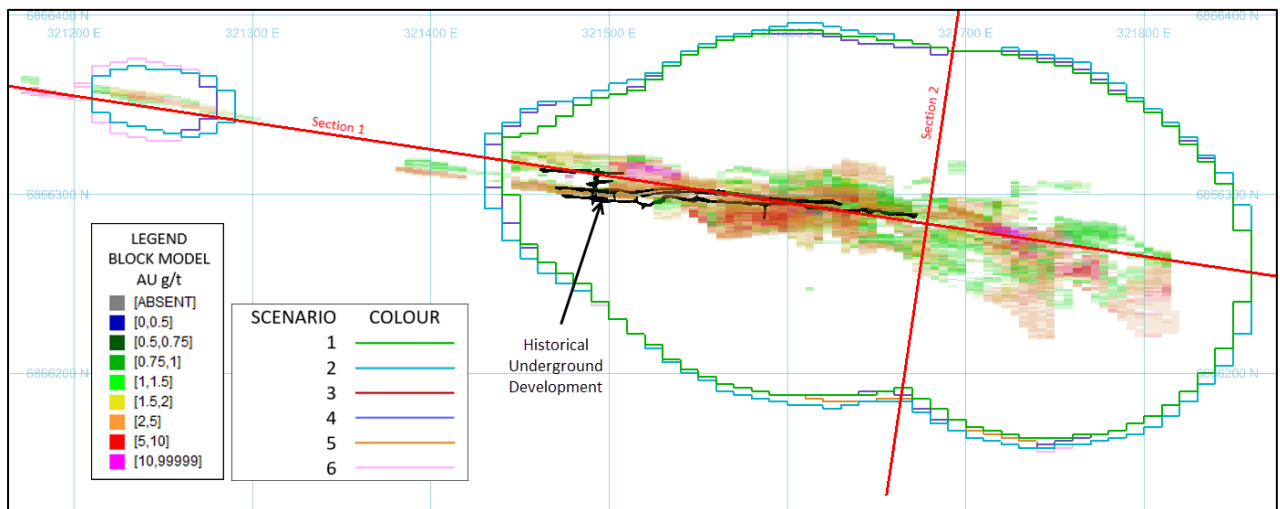 6866400 N
321200 E
321300 E
321400 E
321500 E
321600 E
321700 E
321800 E
6866400 N
Section 1
Section 2
6866300 N
6866300 N
LEGEND
BLOCK MODEL
AU g/t
[ABSENT]
[0,0.5]
[0.5,0.75]
[0.75,1]
[1,1.5]
[1.5,2]
[2,5]
[5,10]
[10,99999]
SCENARIO COLOUR
1
2
3
4
5
6
Historical
Underground
Development
6866200 N
6866200 N